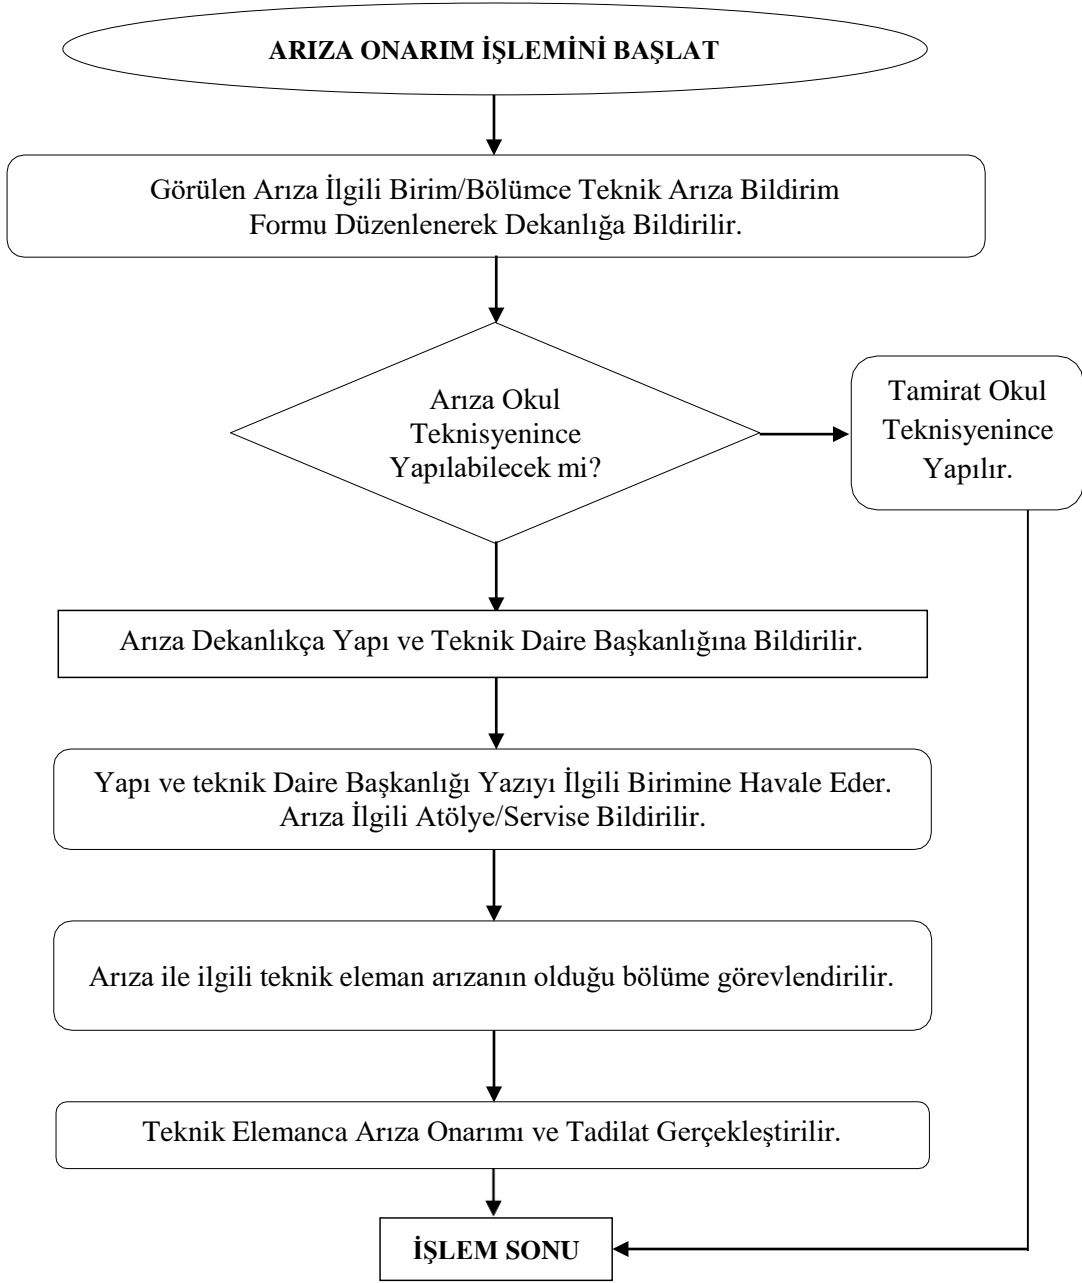 ARIZA ONARIM İŞLEMİNİ BAŞLAT
Görülen Arıza İlgili Birim/Bölümce Teknik Arıza Bildirim
Formu Düzenlenerek Dekanlığa Bildirilir.
Arıza Okul
Teknisyenince
Yapılabilecek mi?
Tamirat Okul
Teknisyenince
Yapılır.
Arıza Dekanlıkça Yapı ve Teknik Daire Başkanlığına Bildirilir.
Yapı ve teknik Daire Başkanlığı Yazıyı İlgili Birimine Havale Eder.
Arıza İlgili Atölye/Servise Bildirilir.
Arıza ile ilgili teknik eleman arızanın olduğu bölüme görevlendirilir.
Teknik Elemanca Arıza Onarımı ve Tadilat Gerçekleştirilir.
İŞLEM SONU